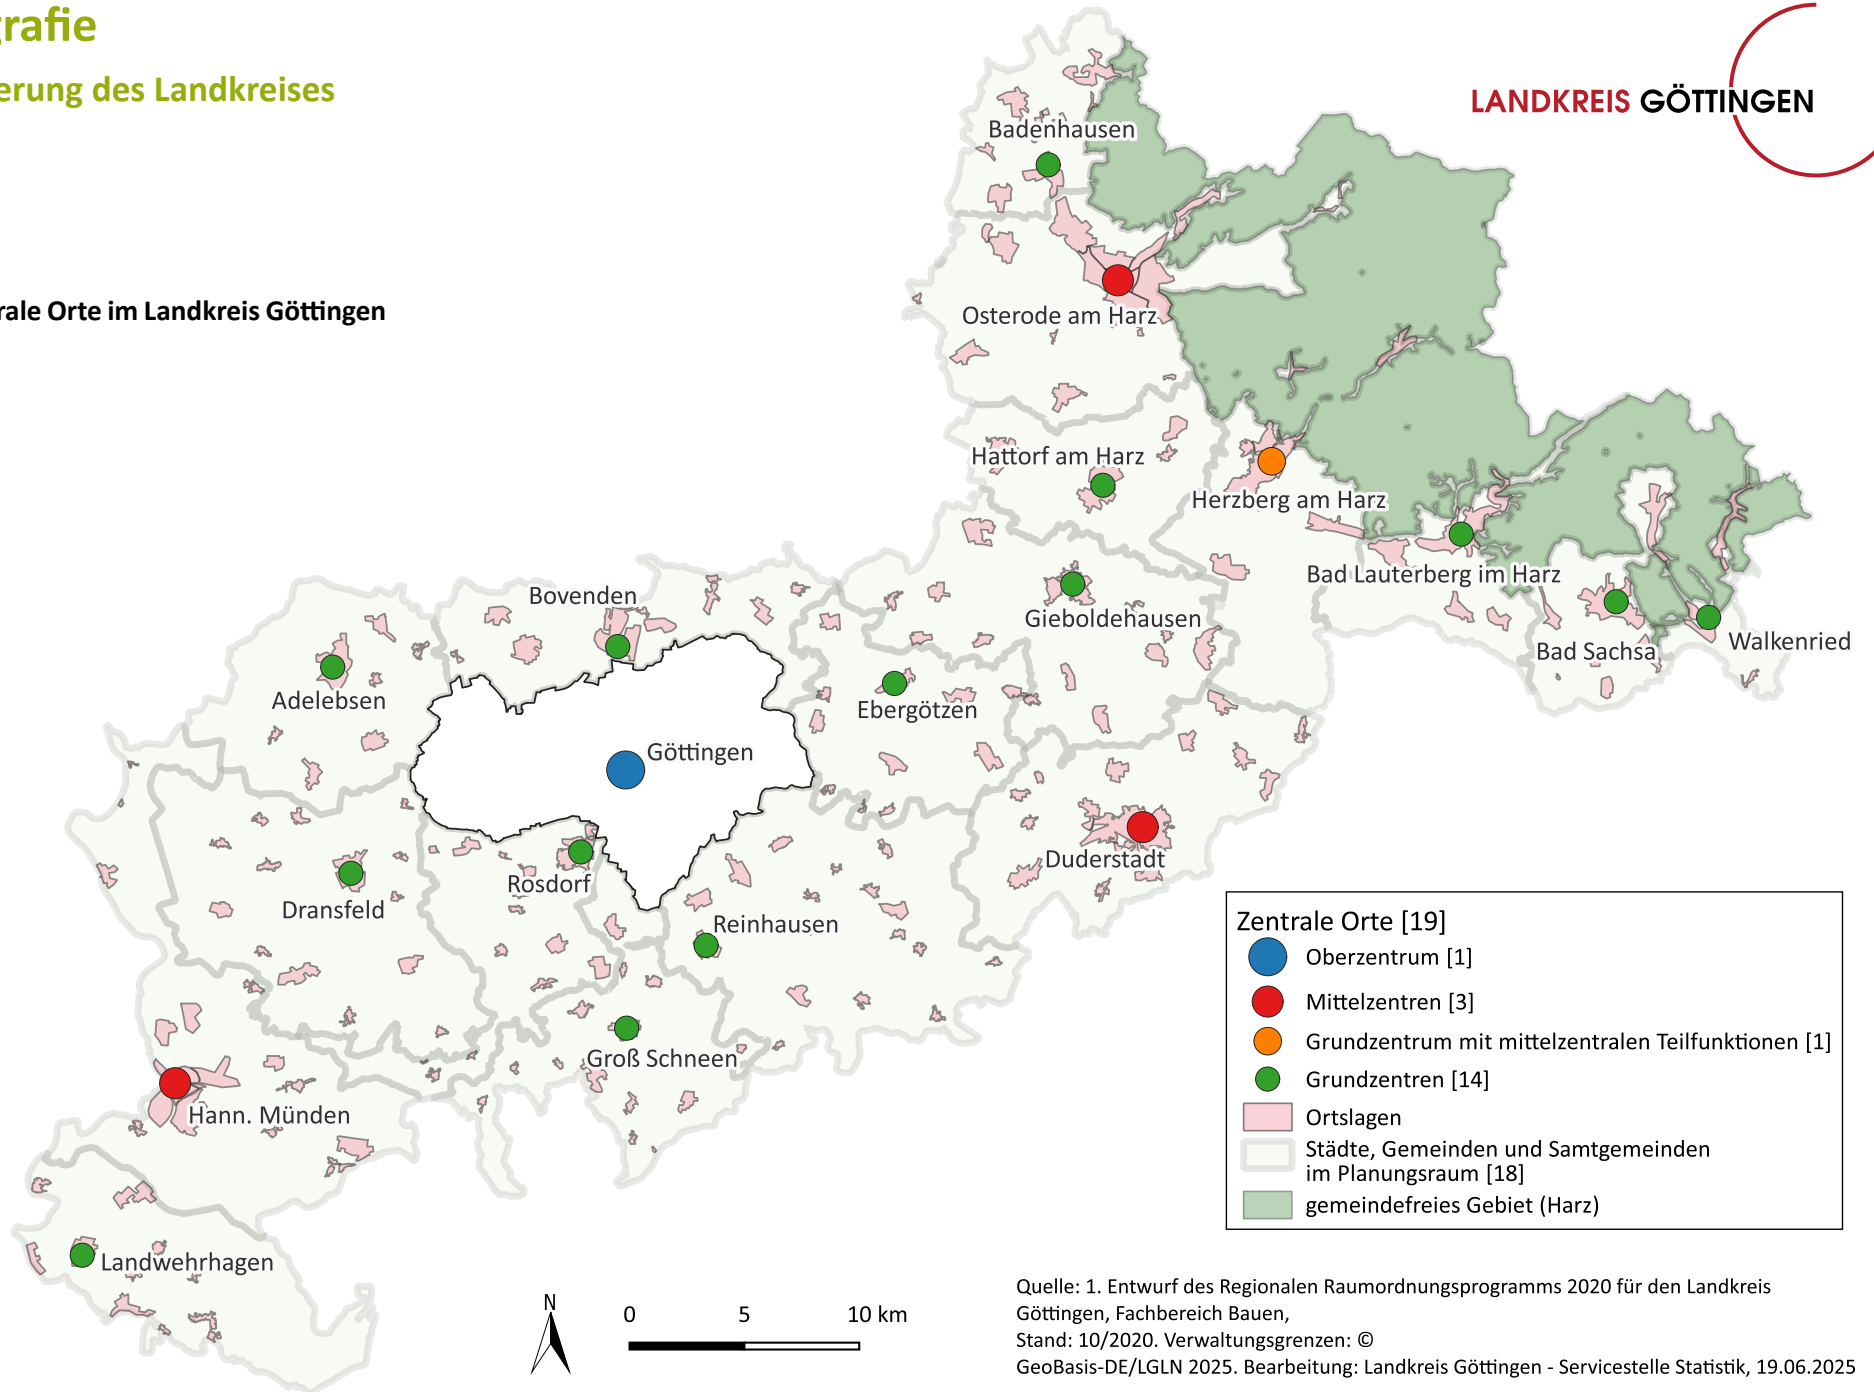 grafie
erung des Landkreises
LANDKREIS GÖTTINGEN
rale Orte im Landkreis Göttingen
Badenhausen
Osterode am Harz
Hattorf am Harz
Herzberg am Harz
Bad Lauterberg im Harz
Gieboldehausen
Bovenden
Bad Sachsa
Walkenried
Adelebsen
Ebergötzen
Göttingen
Duderstadt
Rosdorf
Dransfeld
Reinhausen
Groß Schneen
Hann. Münden
Landwehrhagen
Zentrale Orte [19]
Oberzentrum [1]
Mittelzentren [3]
Grundzentrum mit mittelzentralen Teilfunktionen [1]
Grundzentren [14]
Ortslagen
Städte, Gemeinden und Samtgemeinden
im Planungsraum [18]
gemeindefreies Gebiet (Harz)
N
0 5 10 km
Quelle: 1. Entwurf des Regionalen Raumordnungsprogramms 2020 für den Landkreis
Göttingen, Fachbereich Bauen,
Stand: 10/2020. Verwaltungsgrenzen: ©
GeoBasis-DE/LGLN 2025. Bearbeitung: Landkreis Göttingen - Servicestelle Statistik, 19.06.2025